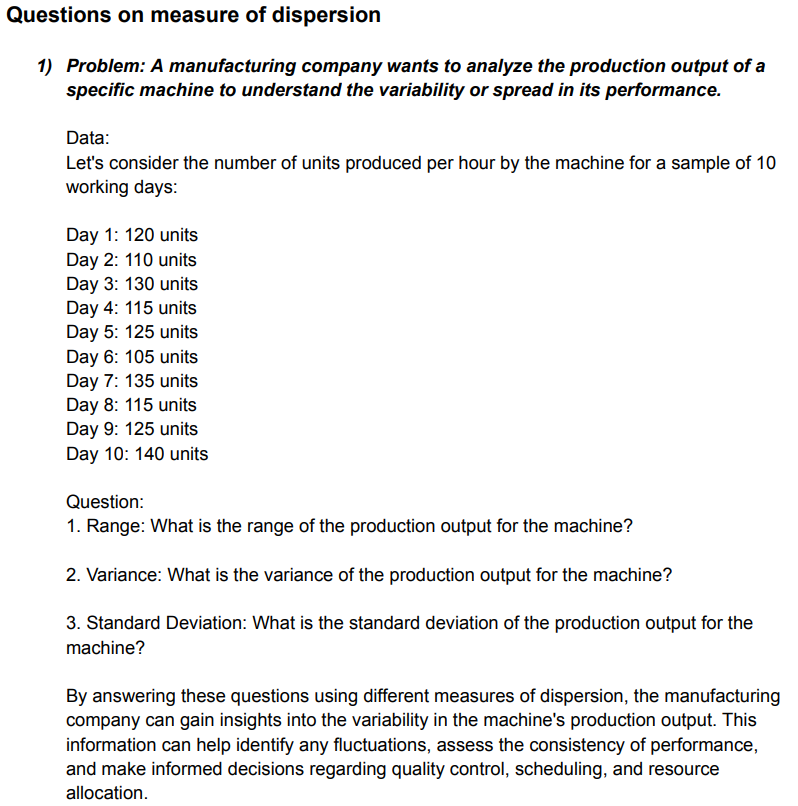 Questions on measure of dispersion
1) Problem: A manufacturing company wants to analyze the production output of a
specific machine to understand the variability or spread in its performance.
Data:
Let's consider the number of units produced per hour by the machine for a sample of 10
working days:
Day 1: 120 units
Day 2: 110 units
Day 3: 130 units
Day 4: 115 units
Day 5: 125 units
Day 6: 105 units
Day 7: 135 units
Day 8: 115 units
Day 9: 125 units
Day 10: 140 units
Question:
1. Range: What is the range of the production output for the machine?
2. Variance: What is the variance of the production output for the machine?
3. Standard Deviation: What is the standard deviation of the production output for the
machine?
By answering these questions using different measures of dispersion, the manufacturing
company can gain insights into the variability in the machine's production output. This
information can help identify any fluctuations, assess the consistency of performance,
and make informed decisions regarding quality control, scheduling, and resource
allocation.